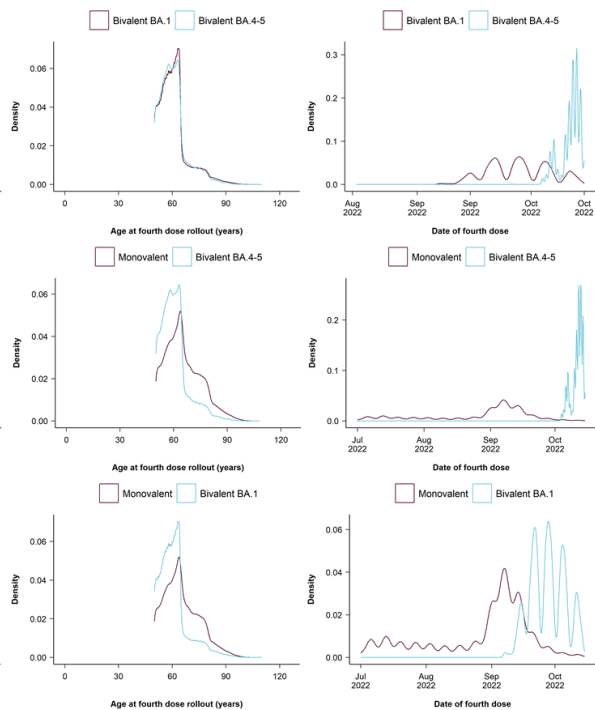 Bivalent BA.1 Bivalent BA.4-5
Density
0.06
0.04
0.02
0.00
0 30 60 90 120
Age at fourth dose rollout (years)
Bivalent BA.1 Bivalent BA.4-5
Density
0.3
0.2
0.1
0.0
Aug Sep Sep Oct Oct
2022 2022 2022 2022 2022
Date of fourth dose
Monovalent Bivalent BA.4-5
Density
0.06
0.04
0.02
0.00
0 30 60 90 120
Age at fourth dose rollout (years)
Monovalent Bivalent BA.4-5
Density
0.2
0.1
0.0
Jul Aug Sep Oct
2022 2022 2022 2022
Date of fourth dose
Monovalent Bivalent BA.1
Density
0.06
0.04
0.02
0.00
0 30 60 90 120
Age at fourth dose rollout (years)
Monovalent Bivalent BA.1
Density
0.06
0.04
0.02
0.00
Jul Aug Sep Oct
2022 2022 2022 2022
Date of fourth dose